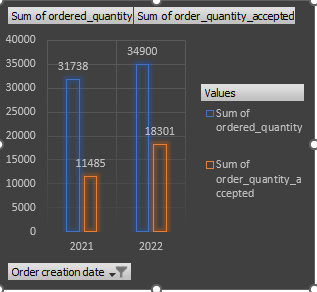 Sum of ordered_quantity Sum of order_quantity_accepted
40000
35000
30000
25000
20000
15000
10000
5000
0
31738
11485
34900
18301
2021 2022
Values
Sum of
ordered_quantity
Sum of
order_quantity_a
ccepted
Order creation date